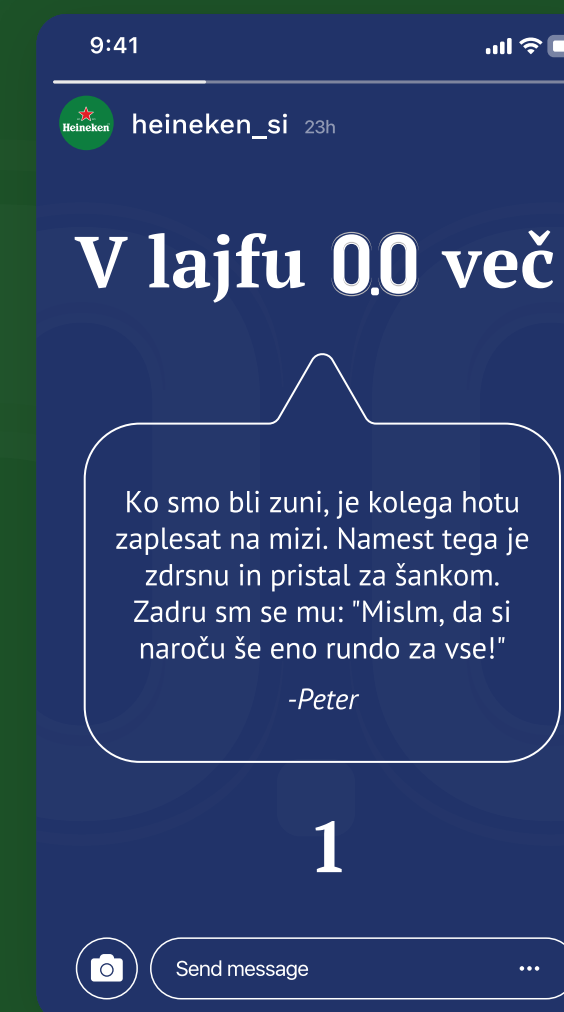 9:41
Heineken
heineken_si 23h
V lajfu 0.0 več
Ko smo bli zuni, je kolega hotu
zaplesat na mizi. Namest tega je
zdrsnu in pristal za šankom.
Zadru sm se mu: "Mislm, da si
naroču še eno rundo za vse!"
-Peter
1
Send message